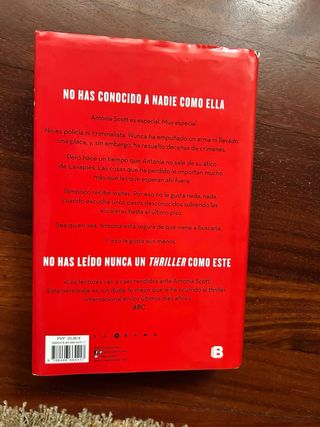 NO HAS CONOCIDO A NADIE COMO ELLA
Antonia Scott es especial. Muy especial.
No es policía ni criminalista. Nunca ha empuñado un arma ni llevado
una placa, y, sin embargo, ha resuelto decenas de crímenes.
Pero hace un tiempo que Antonia no sale de su ático
de Lavapiés. Las cosas que ha perdido le importan mucho
más que las que esperan ahí fuera.
Tampoco recibe visitas. Por eso no le gusta nada, nada,
cuando escucha unos pasos desconocidos subiendo las
escaleras hasta el último piso.
Sea quien sea, Antonia está segura de que viene a buscarla.
Y eso le gusta aún menos.
NO HAS LEÍDO NUNCA UN THRILLER COMO ESTE
«Los lectores van a caer rendidos ante Antonia Scott.
Este personaje es, sin duda, lo mejor que le ha ocurrido al thriller
internacional en los últimos diez años».
ABC
PVP 20,90 €
B